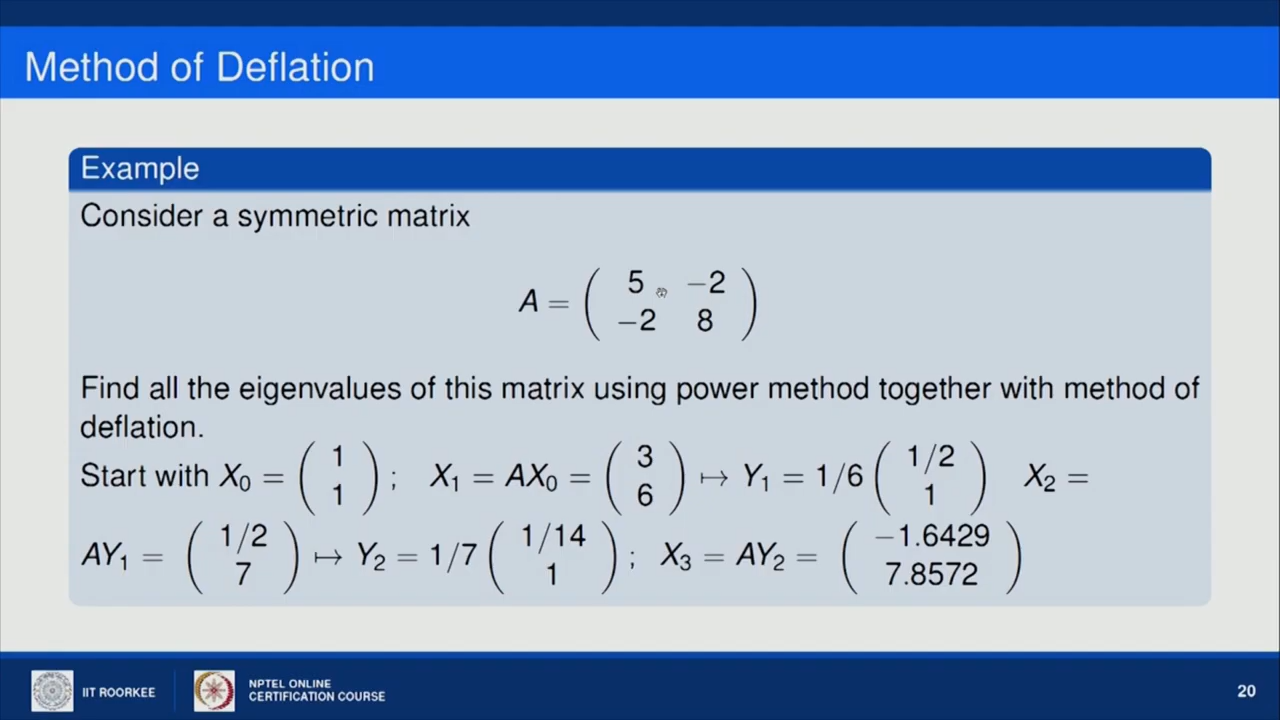 Method of Deflation
Example
Consider a symmetric matrix
A = ( 5 −2
−2 8 )
Find all the eigenvalues of this matrix using power method together with method of
deflation.
Start with X₀ = ( 1 1 ) ; X₁ = AX₀ = ( 3 6 ) ↦ Y₁ = 1/6 ( 1/2 1 ) X₂ =
AY₁ = ( 1/2 7 ) ↦ Y₂ = 1/7 ( 1/14 1 ) ; X₃ = AY₂ = ( −1.6429 7.8572 )
IIT ROORKEE
NPTEL ONLINE
CERTIFICATION COURSE
20